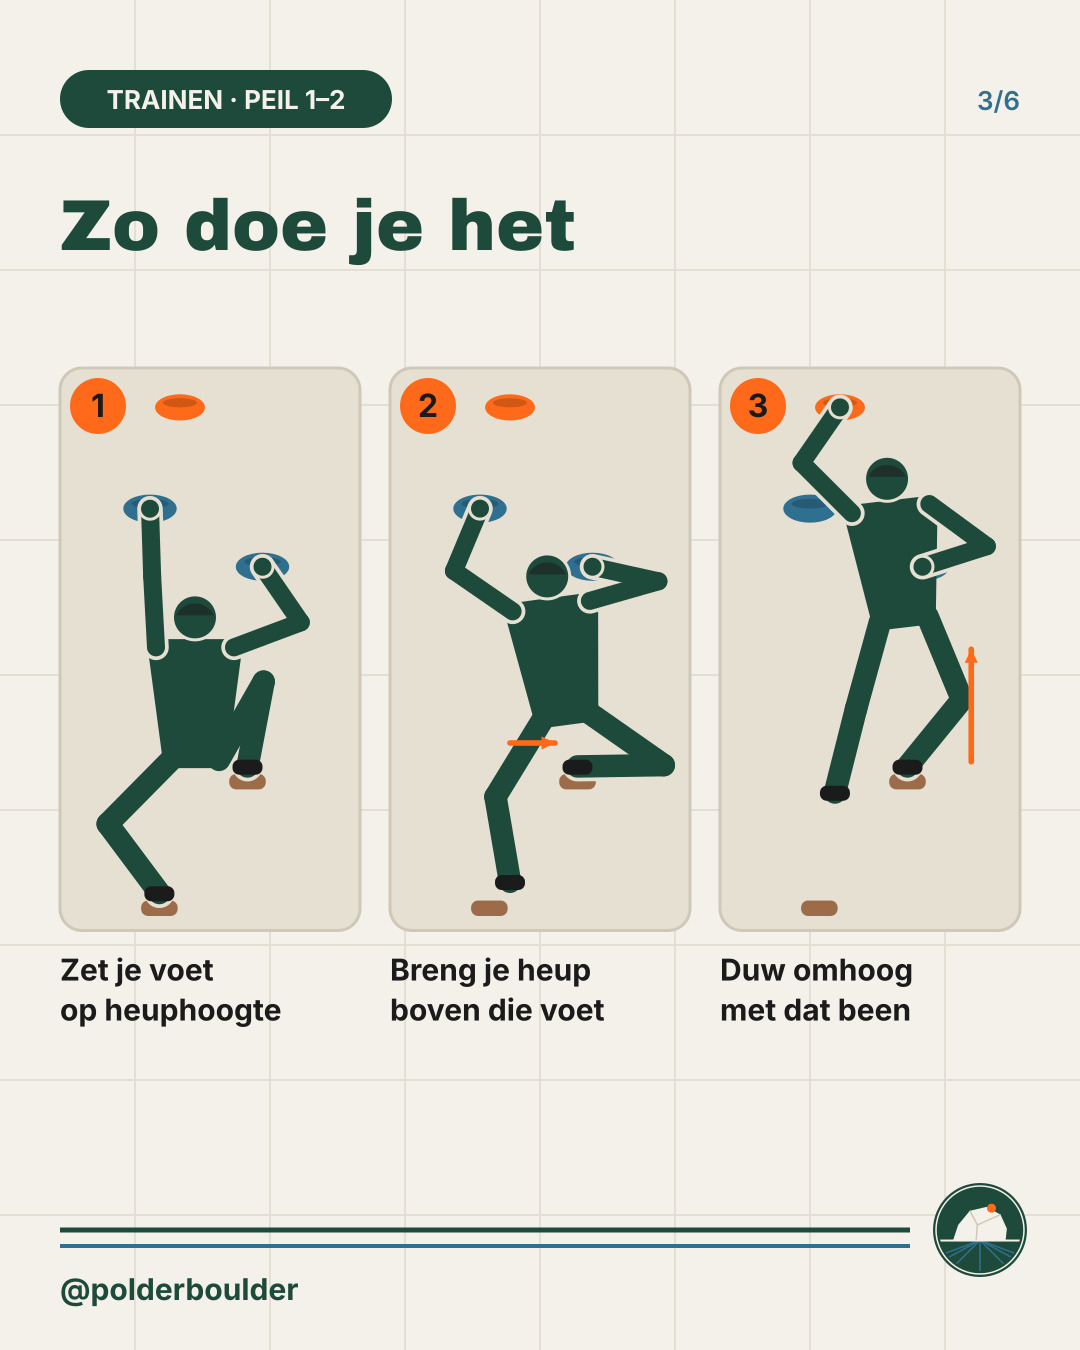 TRAINEN · PEIL 1–2
3/6
Zo doe je het
1
2
3
Zet je voet
op heuphoogte
Breng je heup
boven die voet
Duw omhoog
met dat been
@polderboulder